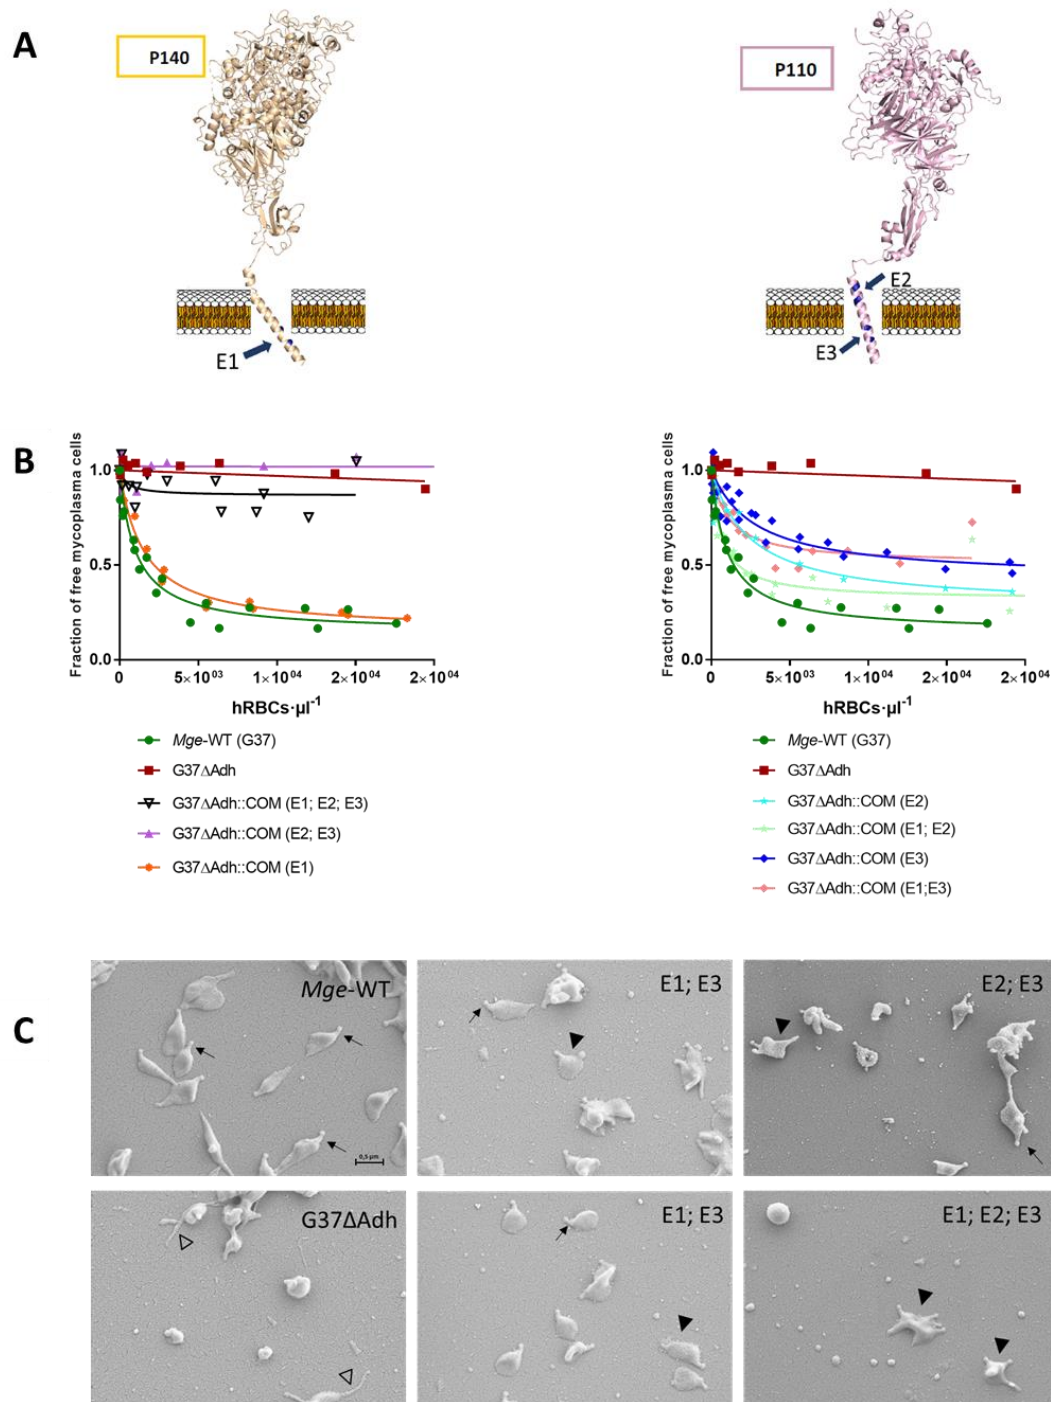 A
P140
P110
E1
E2
E3
B
Fraction of free mycoplasma cells
1.0
0.5
0.0
0
5×10⁰³
1×10⁰⁴
2×10⁰⁴
2×10⁰⁴
hRBCs·µl⁻¹
Mge-WT (G37)
G37ΔAdh
G37ΔAdh::COM (E1; E2; E3)
G37ΔAdh::COM (E2; E3)
G37ΔAdh::COM (E1)
Fraction of free mycoplasma cells
1.0
0.5
0.0
0
5×10⁰³
1×10⁰⁴
2×10⁰⁴
2×10⁰⁴
hRBCs·µl⁻¹
Mge-WT (G37)
G37ΔAdh
G37ΔAdh::COM (E2)
G37ΔAdh::COM (E1; E2)
G37ΔAdh::COM (E3)
G37ΔAdh::COM (E1;E3)
C
Mge-WT
0,5 µm
E1; E3
E2; E3
G37ΔAdh
E1; E3
E1; E2; E3